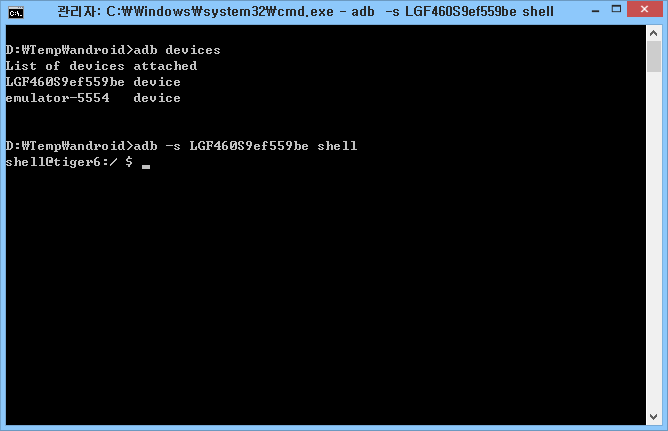 관리자: C:₩Windows₩system32₩cmd.exe - adb  -s LGF460S9ef559be shell
D:₩Temp₩android>adb devices
List of devices attached
LGF460S9ef559be device
emulator-5554   device
D:₩Temp₩android>adb -s LGF460S9ef559be shell
shell@tiger6:/ $ _